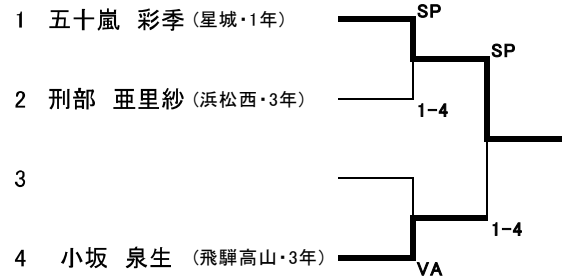 1 五十嵐 彩季 (星城・1年)
SP
SP
2 刑部 亜里紗 (浜松西・3年)
1-4
3
1-4
4 小坂 泉生 (飛騨高山・3年)
VA